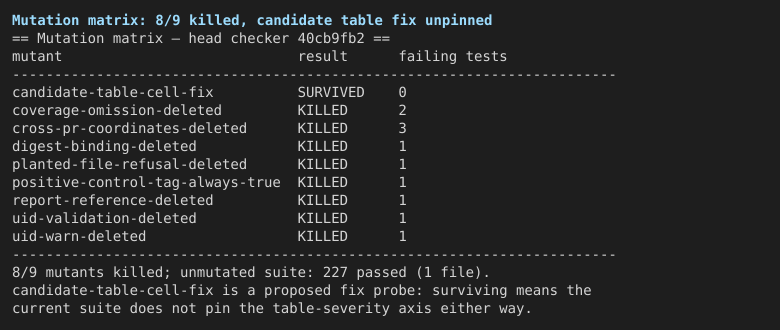 Mutation matrix: 8/9 killed, candidate table fix unpinned
== Mutation matrix — head checker 40cb9fb2 ==
mutant                             result      failing tests
-------------------------------------------------------------------------
candidate-table-cell-fix           SURVIVED    0
coverage-omission-deleted          KILLED      2
cross-pr-coordinates-deleted       KILLED      3
digest-binding-deleted             KILLED      1
planted-file-refusal-deleted       KILLED      1
positive-control-tag-always-true   KILLED      1
report-reference-deleted           KILLED      1
uid-validation-deleted             KILLED      1
uid-warn-deleted                   KILLED      1
-------------------------------------------------------------------------
8/9 mutants killed; unmutated suite: 227 passed (1 file).
candidate-table-cell-fix is a proposed fix probe: surviving means the
current suite does not pin the table-severity axis either way.